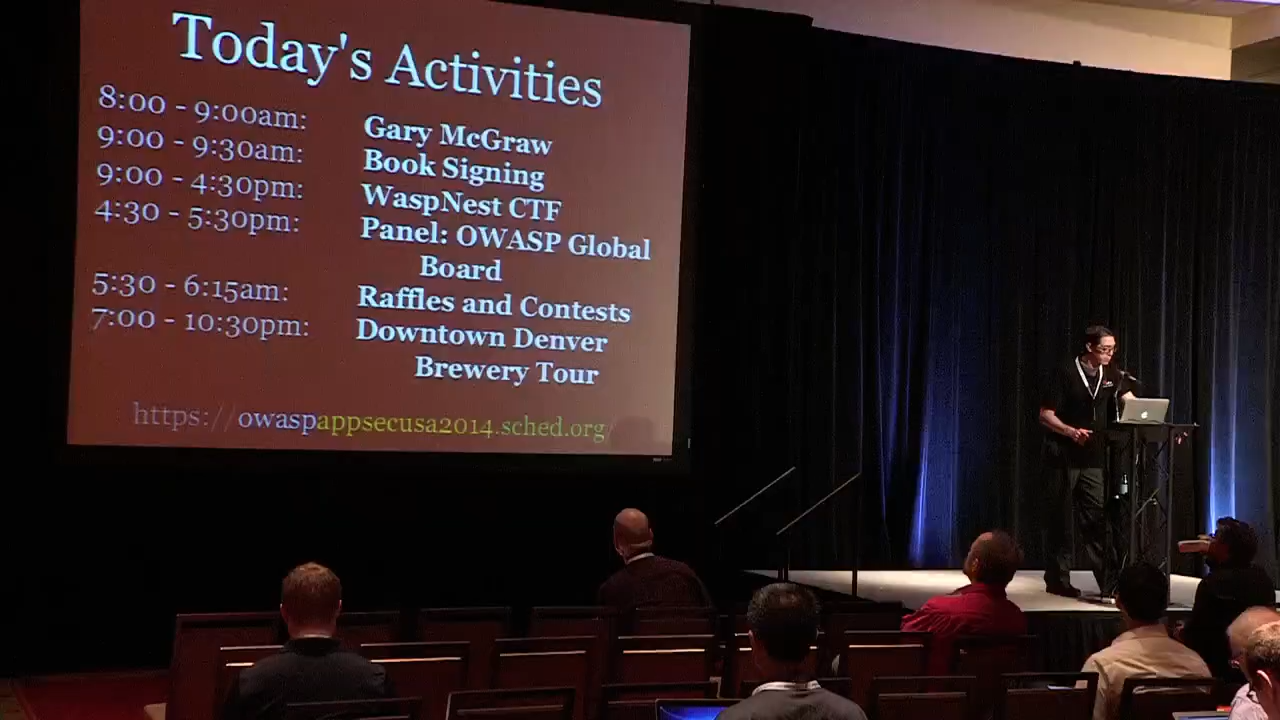 Today's Activities
8:00 - 9:00am: Gary McGraw
9:00 - 9:30am: Book Signing
9:00 - 4:30pm: WaspNest CTF
4:30 - 5:30pm: Panel: OWASP Global
Board
5:30 - 6:15am: Raffles and Contests
7:00 - 10:30pm: Downtown Denver
Brewery Tour
https://owaspappsecusa2014.sched.org